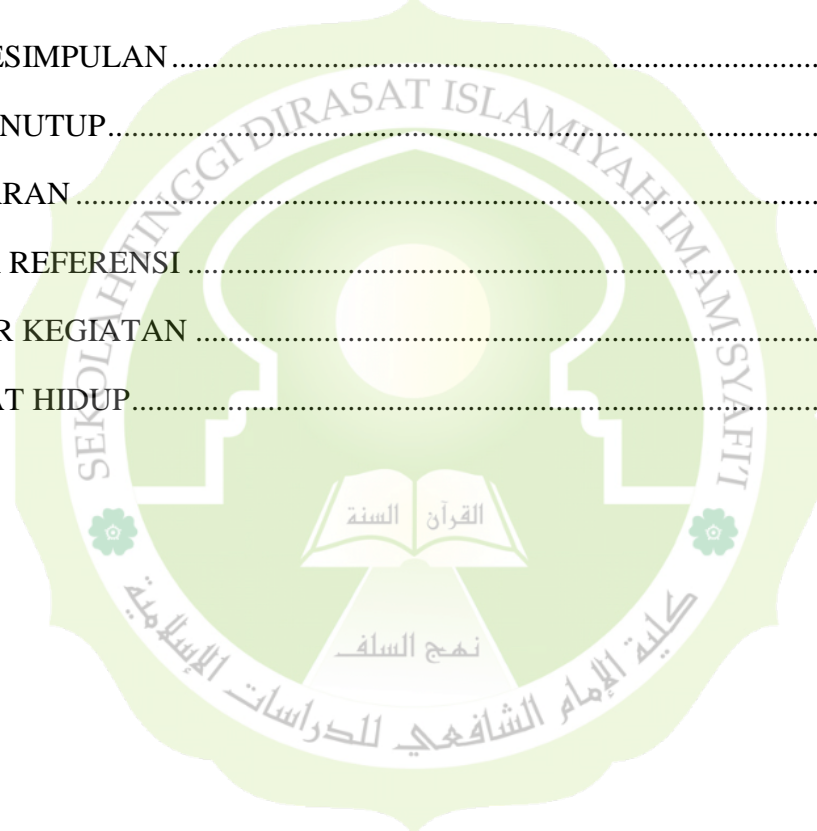 ESIMPULAN
NUTUP
ARAN
REFERENSI
R KEGIATAN
AT HIDUP
SEKOLAH TINGGI DIRASAT ISLAMIYAH IMAM SYAFI'I
القرآن السنة
نهج السلف
كلية الإمام الشافعي للدراسات الإسلامية